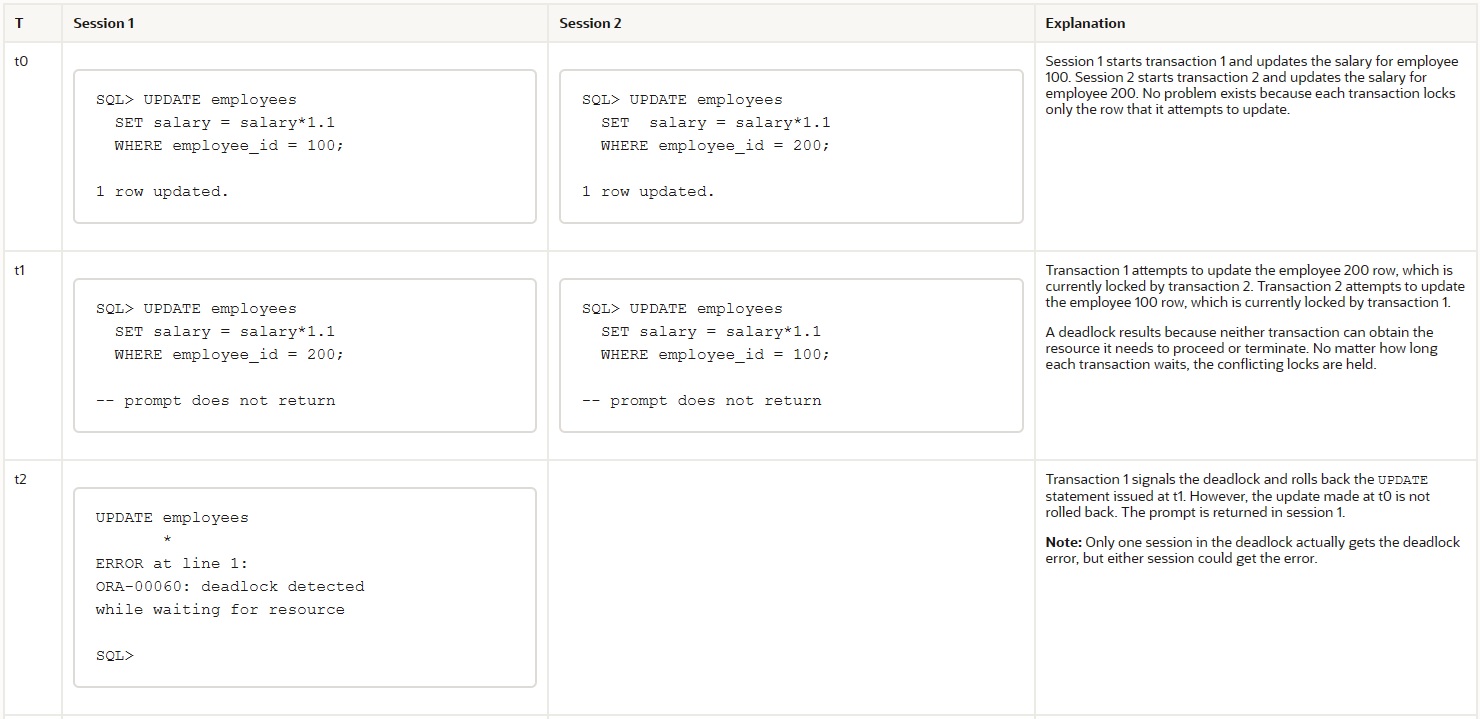 T Session 1 Session 2 Explanation
t0
SQL> UPDATE employees
SET salary = salary*1.1
WHERE employee_id = 100;
1 row updated.
SQL> UPDATE employees
SET  salary = salary*1.1
WHERE employee_id = 200;
1 row updated.
Session 1 starts transaction 1 and updates the salary for employee
100. Session 2 starts transaction 2 and updates the salary for
employee 200. No problem exists because each transaction locks
only the row that it attempts to update.
t1
SQL> UPDATE employees
SET salary = salary*1.1
WHERE employee_id = 200;
-- prompt does not return
SQL> UPDATE employees
SET salary = salary*1.1
WHERE employee_id = 100;
-- prompt does not return
Transaction 1 attempts to update the employee 200 row, which is
currently locked by transaction 2. Transaction 2 attempts to update
the employee 100 row, which is currently locked by transaction 1.
A deadlock results because neither transaction can obtain the
resource it needs to proceed or terminate. No matter how long
each transaction waits, the conflicting locks are held.
t2
UPDATE employees
*
ERROR at line 1:
ORA-00060: deadlock detected
while waiting for resource
SQL>
Transaction 1 signals the deadlock and rolls back the UPDATE
statement issued at t1. However, the update made at t0 is not
rolled back. The prompt is returned in session 1.
Note: Only one session in the deadlock actually gets the deadlock
error, but either session could get the error.